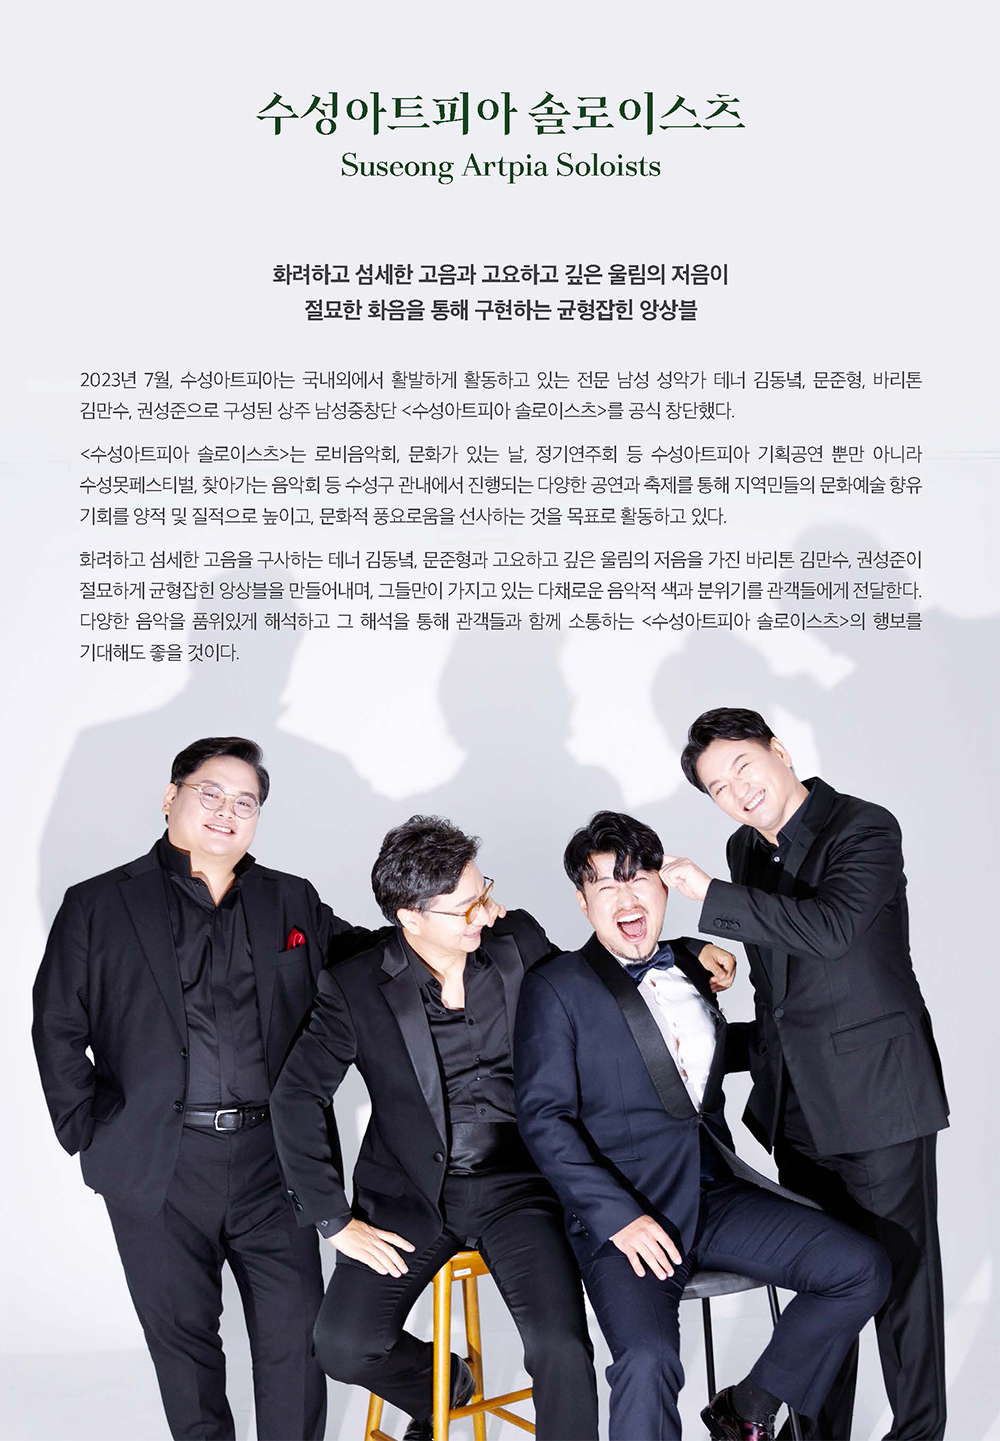 수성아트피아 솔로이스츠
Suseong Artpia Soloists
화려하고 섬세한 고음과 고요하고 깊은 울림의 저음이
절묘한 화음을 통해 구현하는 균형잡힌 앙상블
2023년 7월, 수성아트피아는 국내외에서 활발하게 활동하고 있는 전문 남성 성악가 테너 김동녘, 문준형, 바리톤
김만수, 권성준으로 구성된 상주 남성중창단 <수성아트피아 솔로이스츠>를 공식 창단했다.
<수성아트피아 솔로이스츠>는 로비음악회, 문화가 있는 날, 정기연주회 등 수성아트피아 기획공연 뿐만 아니라
수성못페스티벌, 찾아가는 음악회 등 수성구 관내에서 진행되는 다양한 공연과 축제를 통해 지역민들의 문화예술 향유
기회를 양적 및 질적으로 높이고, 문화적 풍요로움을 선사하는 것을 목표로 활동하고 있다.
화려하고 섬세한 고음을 구사하는 테너 김동녘, 문준형과 고요하고 깊은 울림의 저음을 가진 바리톤 김만수, 권성준이
절묘하게 균형잡힌 앙상블을 만들어내며, 그들만이 가지고 있는 다채로운 음악적 색과 분위기를 관객들에게 전달한다.
다양한 음악을 품위있게 해석하고 그 해석을 통해 관객들과 함께 소통하는 <수성아트피아 솔로이스츠>의 행보를
기대해도 좋을 것이다.